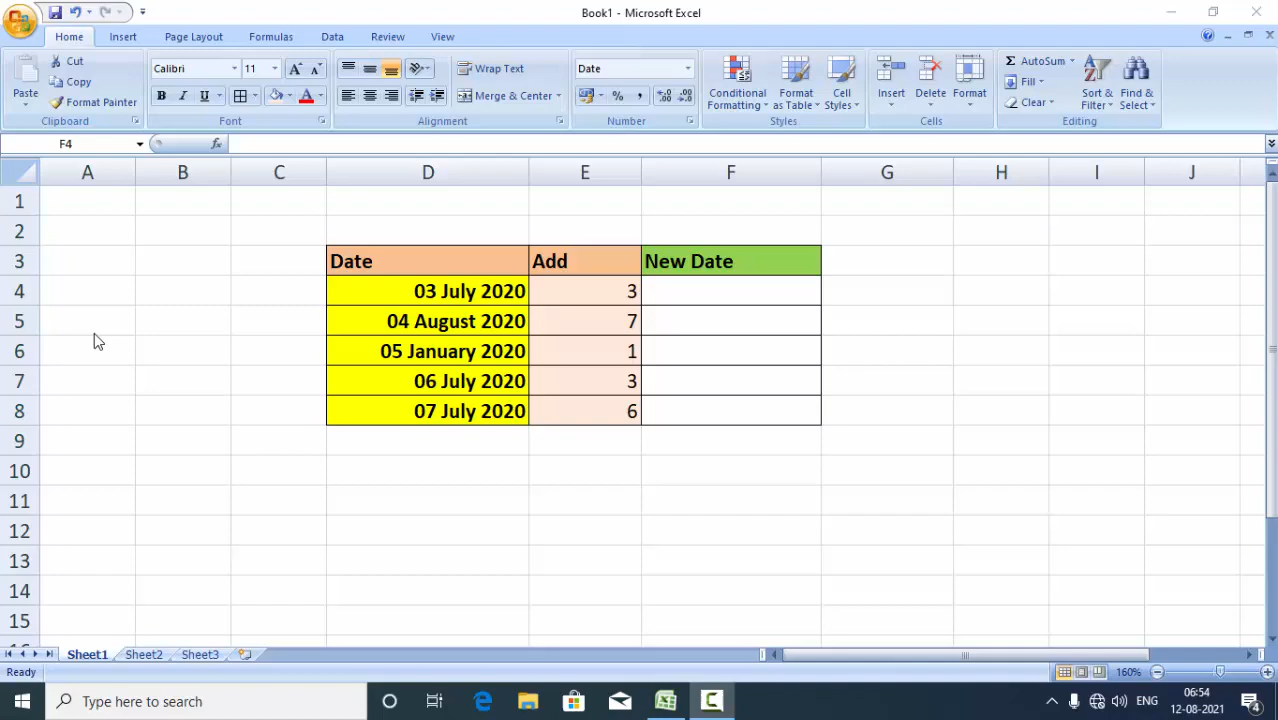 Book1 - Microsoft Excel
Home Insert Page Layout Formulas Data Review View
Paste
Cut
Copy
Format Painter
Clipboard
Calibri 11
B I U
Font
Wrap Text
Merge & Center
Alignment
Date
% ,
Number
Conditional Formatting
Format as Table
Cell Styles
Styles
Insert Delete Format
Cells
Σ AutoSum
Fill
Clear
Sort & Filter
Find & Select
Editing
F4 fx
A B C D E F G H I J
1
2
3 Date Add New Date
4 03 July 2020 3
5 04 August 2020 7
6 05 January 2020 1
7 06 July 2020 3
8 07 July 2020 6
9
10
11
12
13
14
15
16
Sheet1 Sheet2 Sheet3
Ready 160%
Type here to search
ENG
06:54
12-08-2021
4